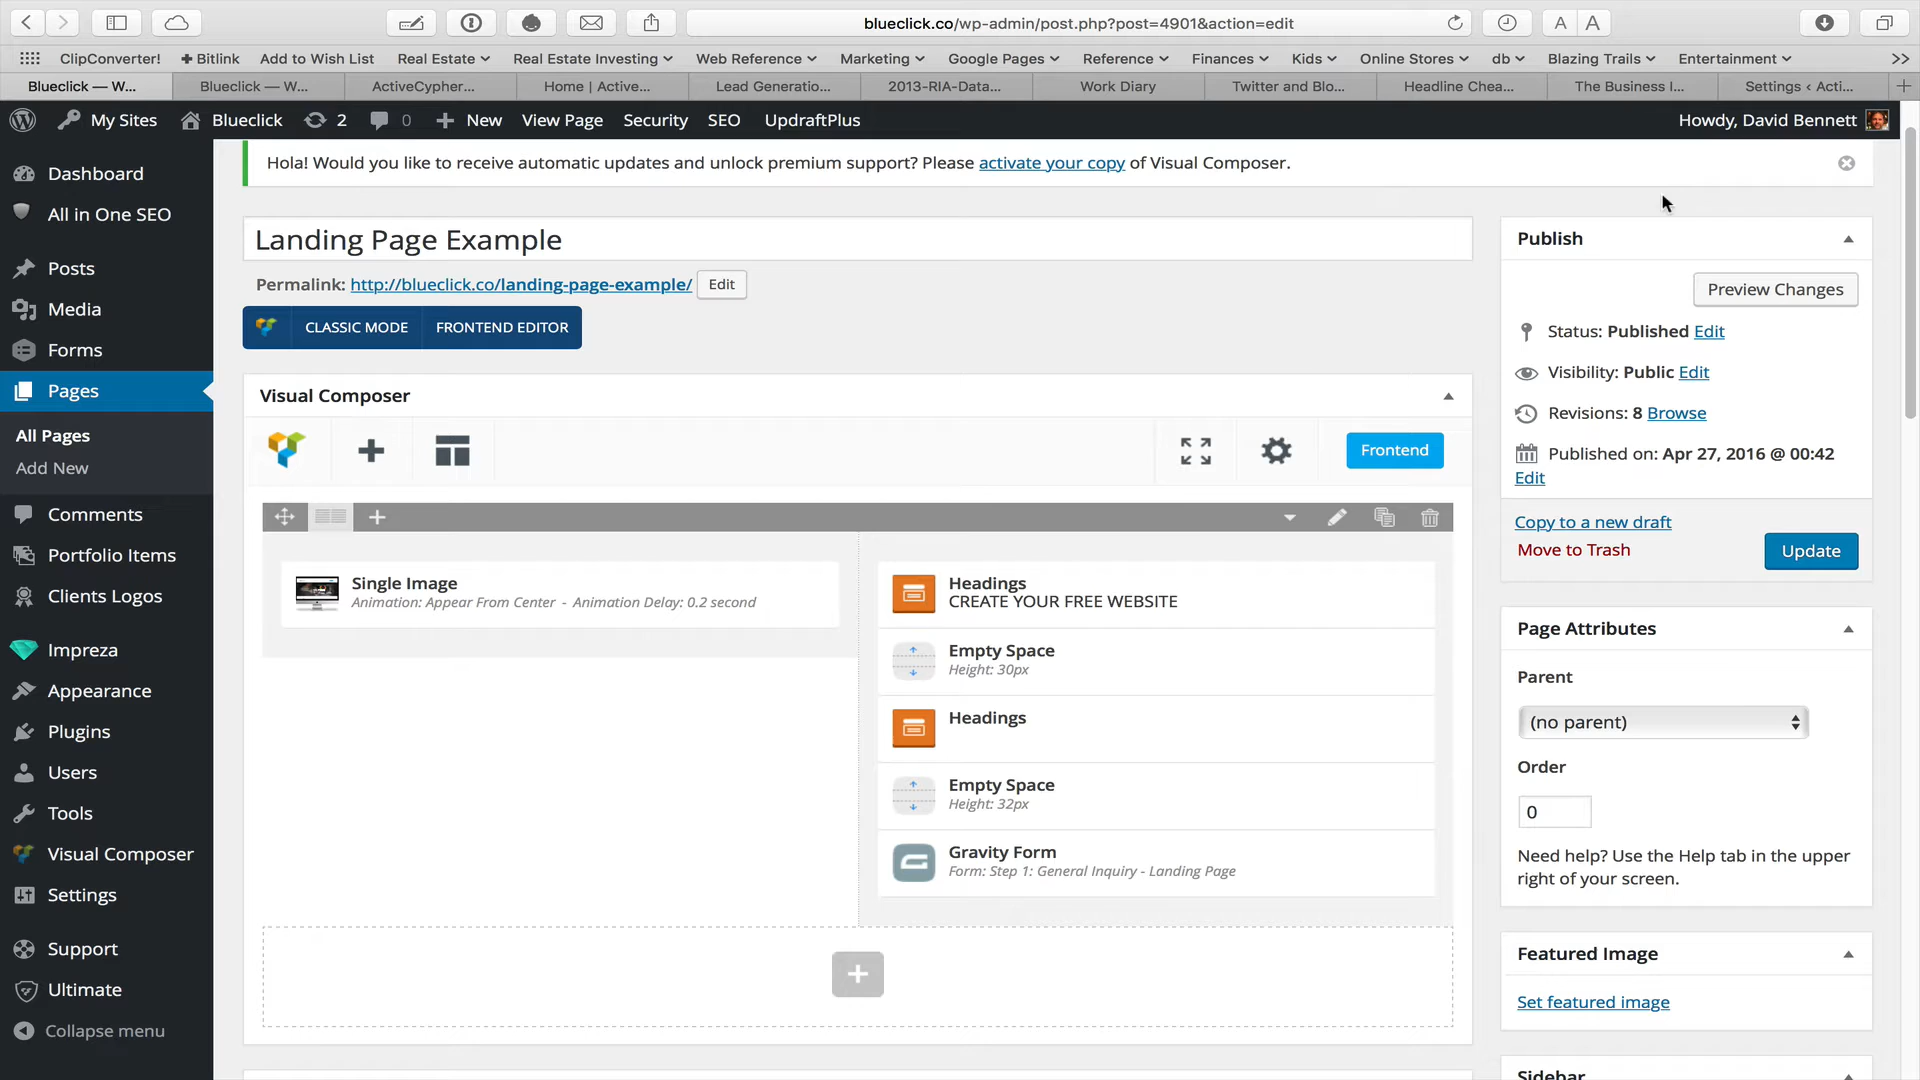 blueclick.co/wp-admin/post.php?post=4901&action=edit
A A
ClipConverter! Bitlink Add to Wish List Real Estate Real Estate Investing Web Reference Marketing Google Pages Reference Finances Kids Online Stores db Blazing Trails Entertainment
Blueclick — W... Blueclick — W... ActiveCypher... Home | Active... Lead Generatio... 2013-RIA-Data... Work Diary Twitter and Blo... Headline Chea... The Business I... Settings ‹ Acti...
My Sites Blueclick 2 0 New View Page Security SEO UpdraftPlus Howdy, David Bennett
Hola! Would you like to receive automatic updates and unlock premium support? Please activate your copy of Visual Composer.
Dashboard
All in One SEO
Posts
Media
Forms
Pages
All Pages
Add New
Comments
Portfolio Items
Clients Logos
Impreza
Appearance
Plugins
Users
Tools
Visual Composer
Settings
Support
Ultimate
Collapse menu
Landing Page Example
Permalink: http://blueclick.co/landing-page-example/ Edit
CLASSIC MODE FRONTEND EDITOR
Visual Composer
Frontend
Single Image
Animation: Appear From Center - Animation Delay: 0.2 second
Headings
CREATE YOUR FREE WEBSITE
Empty Space
Height: 30px
Headings
Empty Space
Height: 32px
Gravity Form
Form: Step 1: General Inquiry - Landing Page
Publish
Preview Changes
Status: Published Edit
Visibility: Public Edit
Revisions: 8 Browse
Published on: Apr 27, 2016 @ 00:42
Edit
Copy to a new draft
Move to Trash
Update
Page Attributes
Parent
(no parent)
Order
0
Need help? Use the Help tab in the upper
right of your screen.
Featured Image
Set featured image
Sidebar